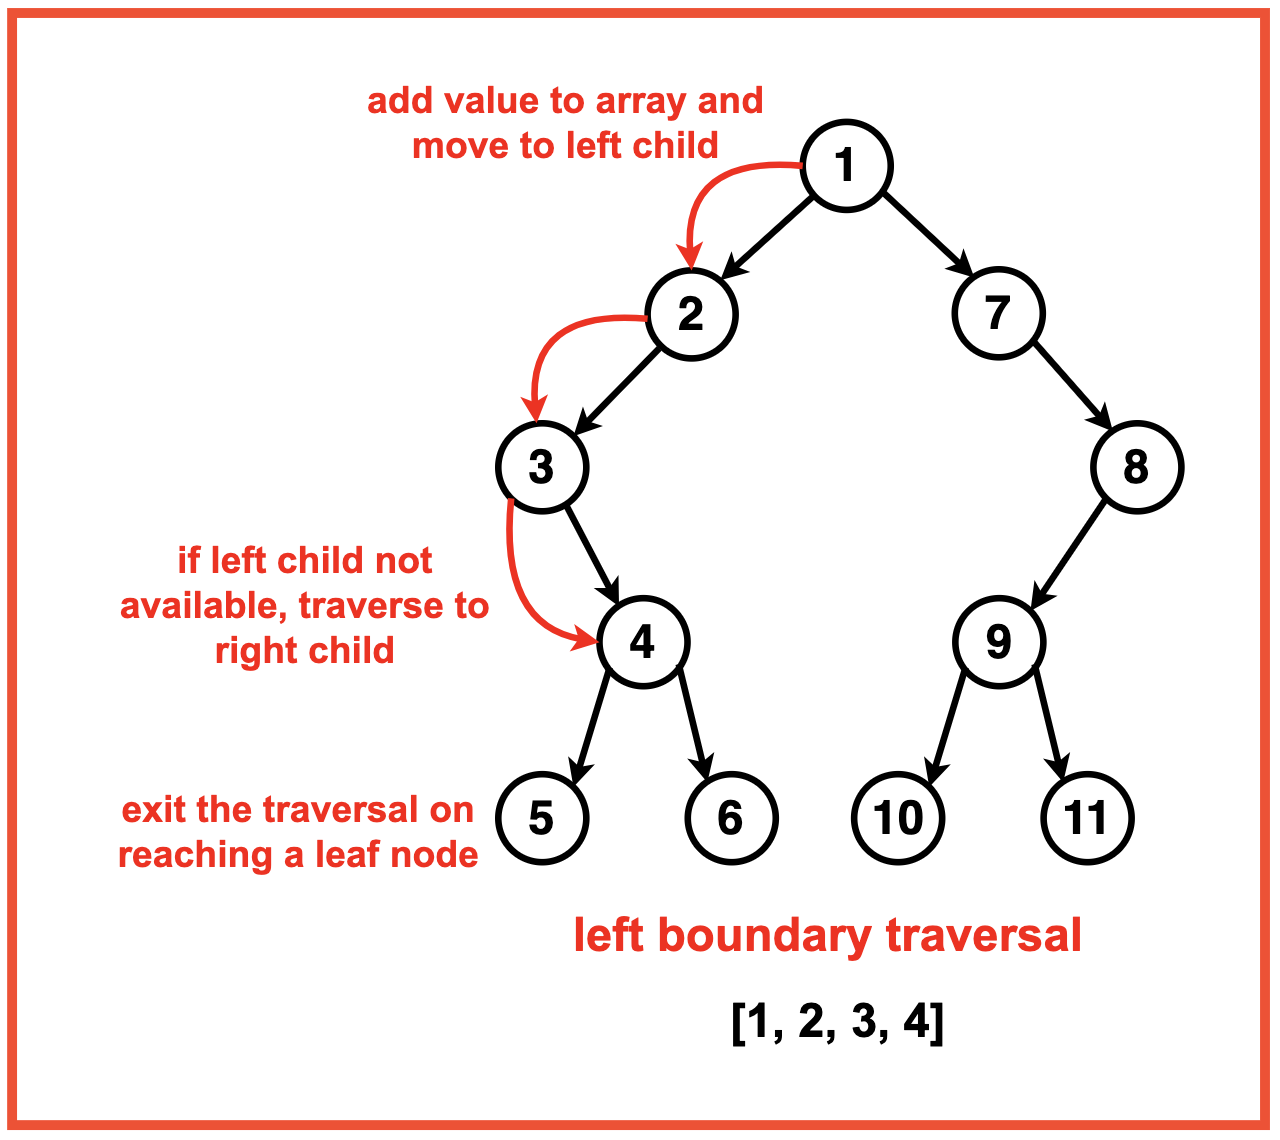 add value to array and
move to left child
1
2
7
3
8
if left child not
available, traverse to
right child
4
9
exit the traversal on
reaching a leaf node
5
6
10
11
left boundary traversal
[1, 2, 3, 4]